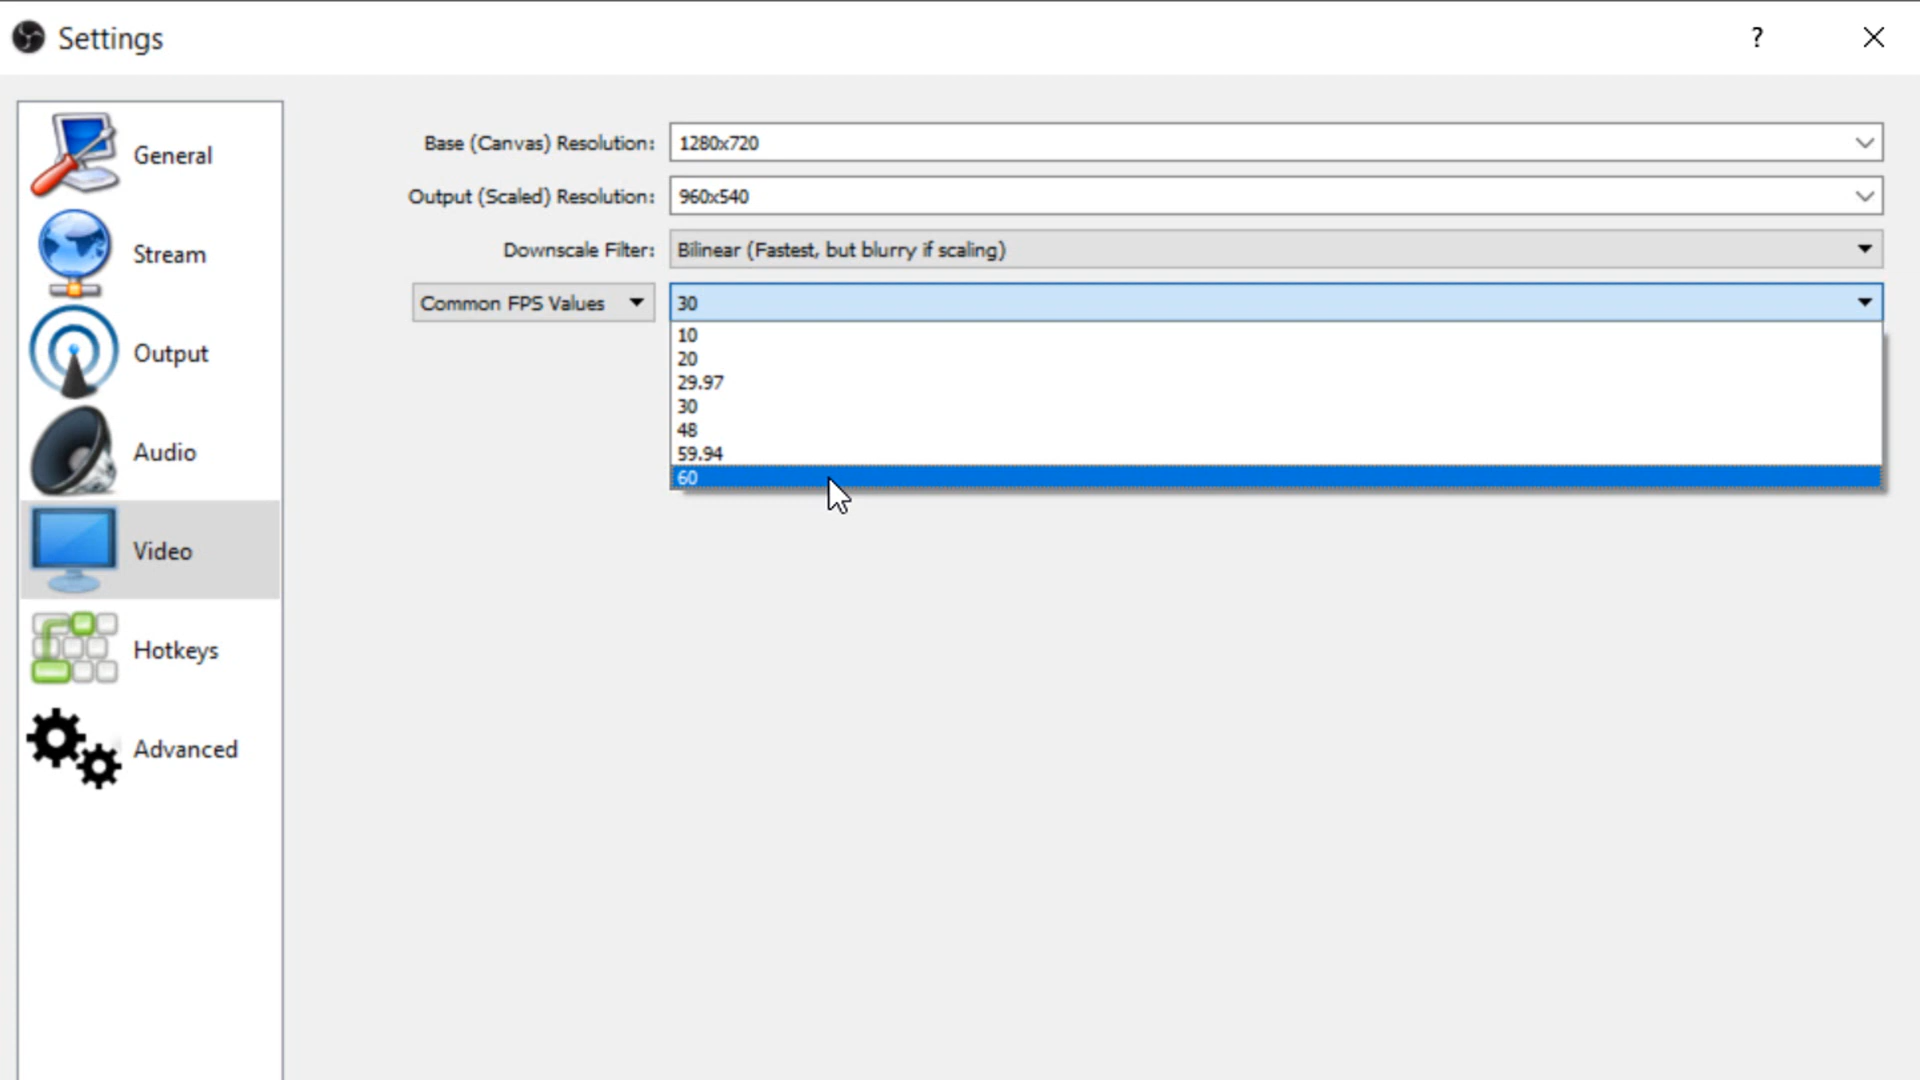 Settings
?
General
Stream
Output
Audio
Video
Hotkeys
Advanced
Base (Canvas) Resolution: 1280x720
Output (Scaled) Resolution: 960x540
Downscale Filter: Bilinear (Fastest, but blurry if scaling)
Common FPS Values 30
10
20
29.97
30
48
59.94
60